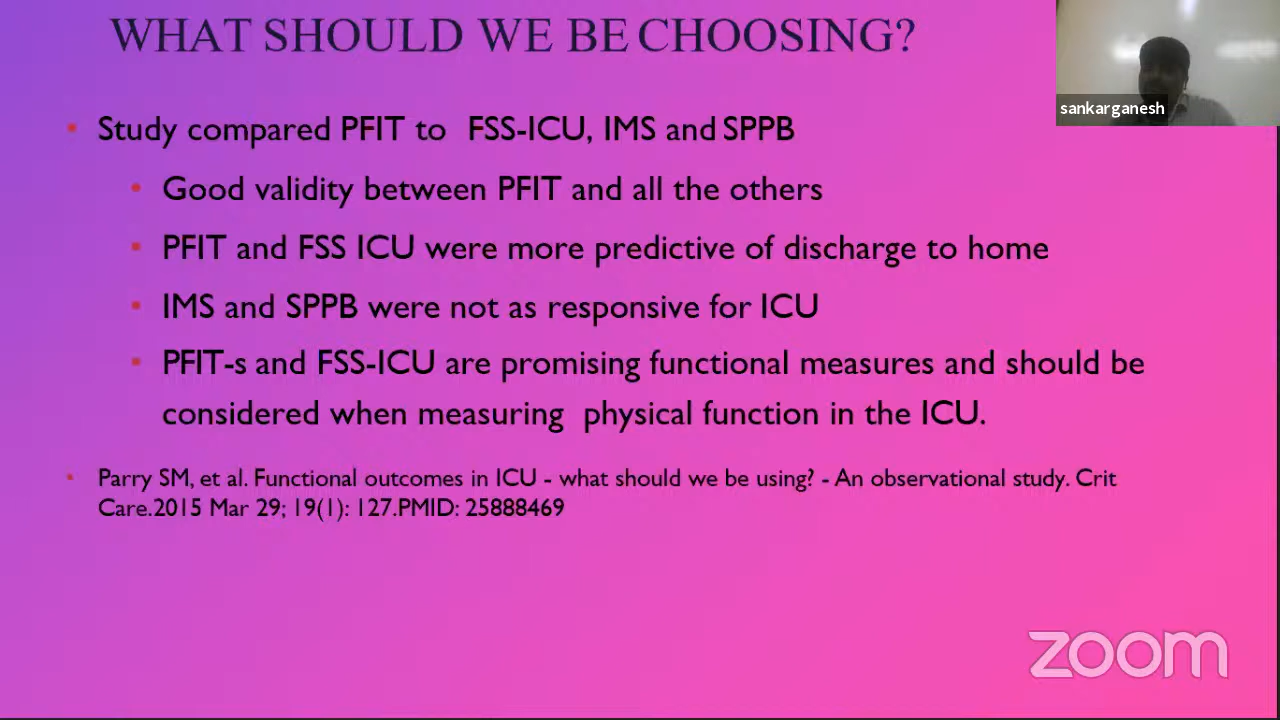 WHAT SHOULD WE BE CHOOSING?
sankarganesh
• Study compared PFIT to FSS-ICU, IMS and SPPB
• Good validity between PFIT and all the others
• PFIT and FSS ICU were more predictive of discharge to home
• IMS and SPPB were not as responsive for ICU
• PFIT-s and FSS-ICU are promising functional measures and should be
considered when measuring physical function in the ICU.
• Parry SM, et al. Functional outcomes in ICU - what should we be using? - An observational study. Crit
Care.2015 Mar 29; 19(1): 127.PMID: 25888469
zoom